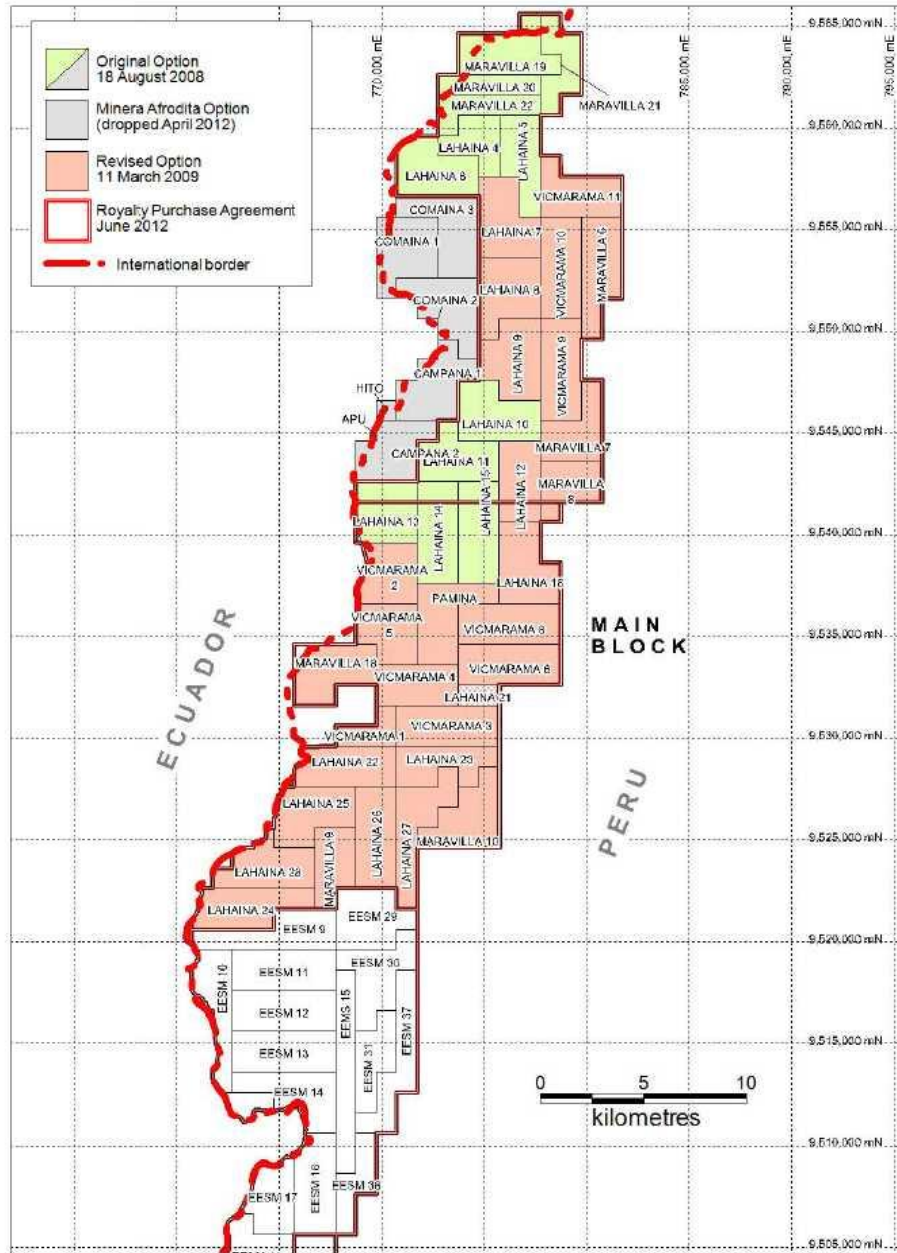 Original Option
18 August 2008
Minera Afrodita Option
(dropped April 2012)
Revised Option
11 March 2009
Royalty Purchase Agreement
June 2012
International border
770,000 mE
785,000 mE
790,000 mE
9,565,000 mN
MARAVILLA 19
MARAVILLA 20
MARAVILLA 21
MARAVILLA 22
9,560,000 mN
LAHAINA 4
LAHAINA 5
LAHAINA 6
VICMARAMA 11
COMAINA 3
COMAINA 1
LAHAINA 7
VICMARAMA 10
MARAVILLA 6
9,555,000 mN
LAHAINA 8
COMAINA 2
9,550,000 mN
LAHAINA 9
VICMARAMA 9
CAMPANA 1
HITO
APU
LAHAINA 10
9,545,000 mN
MARAVILLA 7
CAMPANA 2
LAHAINA 11
LAHAINA 15
LAHAINA 12
MARAVILLA
8
LAHAINA 13
LAHAINA 14
9,540,000 mN
VICMARAMA
2
LAHAINA 18
PAMINA
VICMARAMA
5
VICMARAMA 8
MAIN
BLOCK
9,535,000 mN
ECUADOR
MARAVILLA 18
VICMARAMA 4
VICMARAMA 6
LAHAINA 21
VICMARAMA 3
VICMARAMA 1
9,530,000 mN
LAHAINA 22
LAHAINA 23
PERU
LAHAINA 25
LAHAINA 26
LAHAINA 27
MARAVILLA 9
MARAVILLA 10
9,525,000 mN
LAHAINA 28
LAHAINA 24
EESM 29
EESM 9
9,520,000 mN
EESM 10
EESM 11
EESM 30
EEMS 15
EESM 37
EESM 12
9,515,000 mN
EESM 13
EESM 31
EESM 14
0 5 10
kilometres
9,510,000 mN
EESM 16
EESM 17
EESM 36
9,505,000 mN